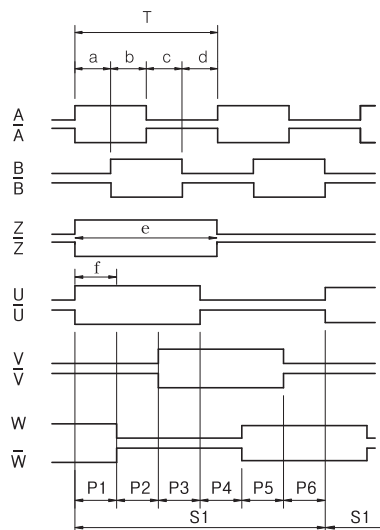 T
a b c d
A
A̅
B
B̅
Z
Z̅
e
f
U
U̅
V
V̅
W
W̅
P1 P2 P3 P4 P5 P6
S1 S1